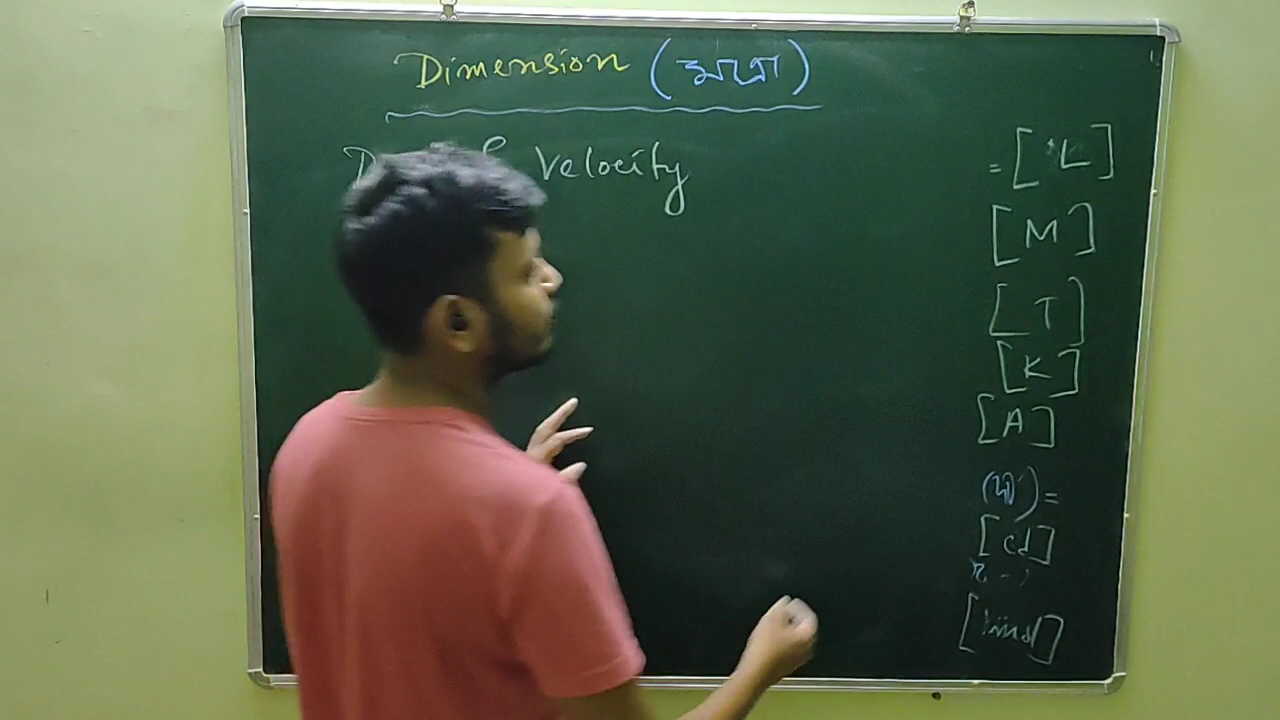 Dimension (মাত্রা)
Velocity
= [L]
[M]
[T]
[K]
[A]
=
[cd]